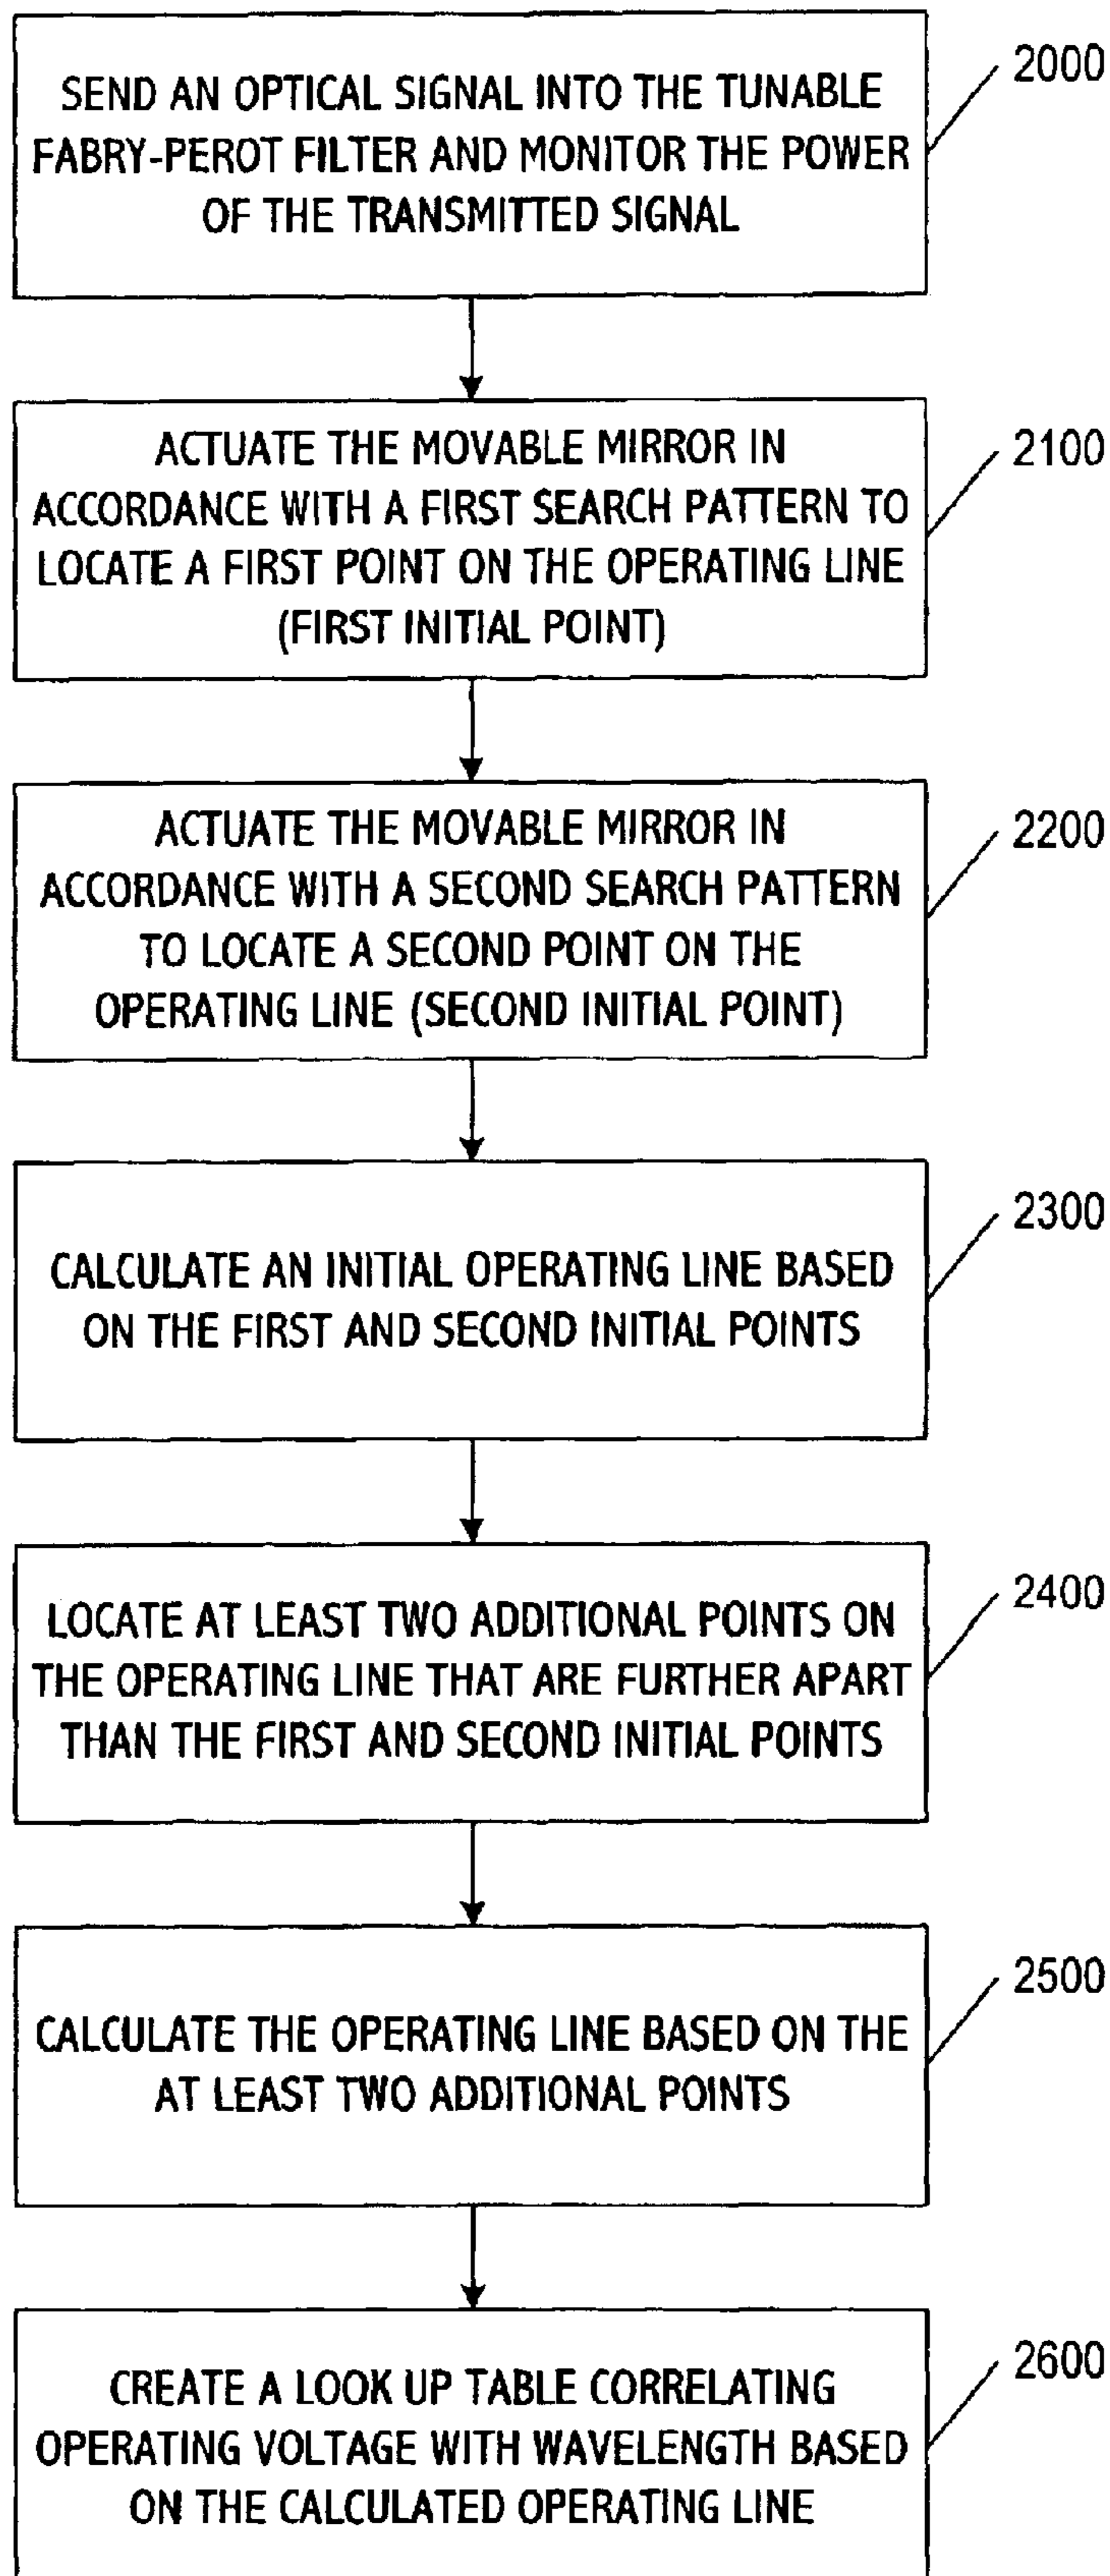 SEND AN OPTICAL SIGNAL INTO THE TUNABLE
FABRY-PEROT FILTER AND MONITOR THE POWER
OF THE TRANSMITTED SIGNAL
2000
ACTUATE THE MOVABLE MIRROR IN
ACCORDANCE WITH A FIRST SEARCH PATTERN TO
LOCATE A FIRST POINT ON THE OPERATING LINE
(FIRST INITIAL POINT)
2100
ACTUATE THE MOVABLE MIRROR IN
ACCORDANCE WITH A SECOND SEARCH PATTERN
TO LOCATE A SECOND POINT ON THE
OPERATING LINE (SECOND INITIAL POINT)
2200
CALCULATE AN INITIAL OPERATING LINE BASED
ON THE FIRST AND SECOND INITIAL POINTS
2300
LOCATE AT LEAST TWO ADDITIONAL POINTS ON
THE OPERATING LINE THAT ARE FURTHER APART
THAN THE FIRST AND SECOND INITIAL POINTS
2400
CALCULATE THE OPERATING LINE BASED ON THE
AT LEAST TWO ADDITIONAL POINTS
2500
CREATE A LOOK UP TABLE CORRELATING
OPERATING VOLTAGE WITH WAVELENGTH BASED
ON THE CALCULATED OPERATING LINE
2600